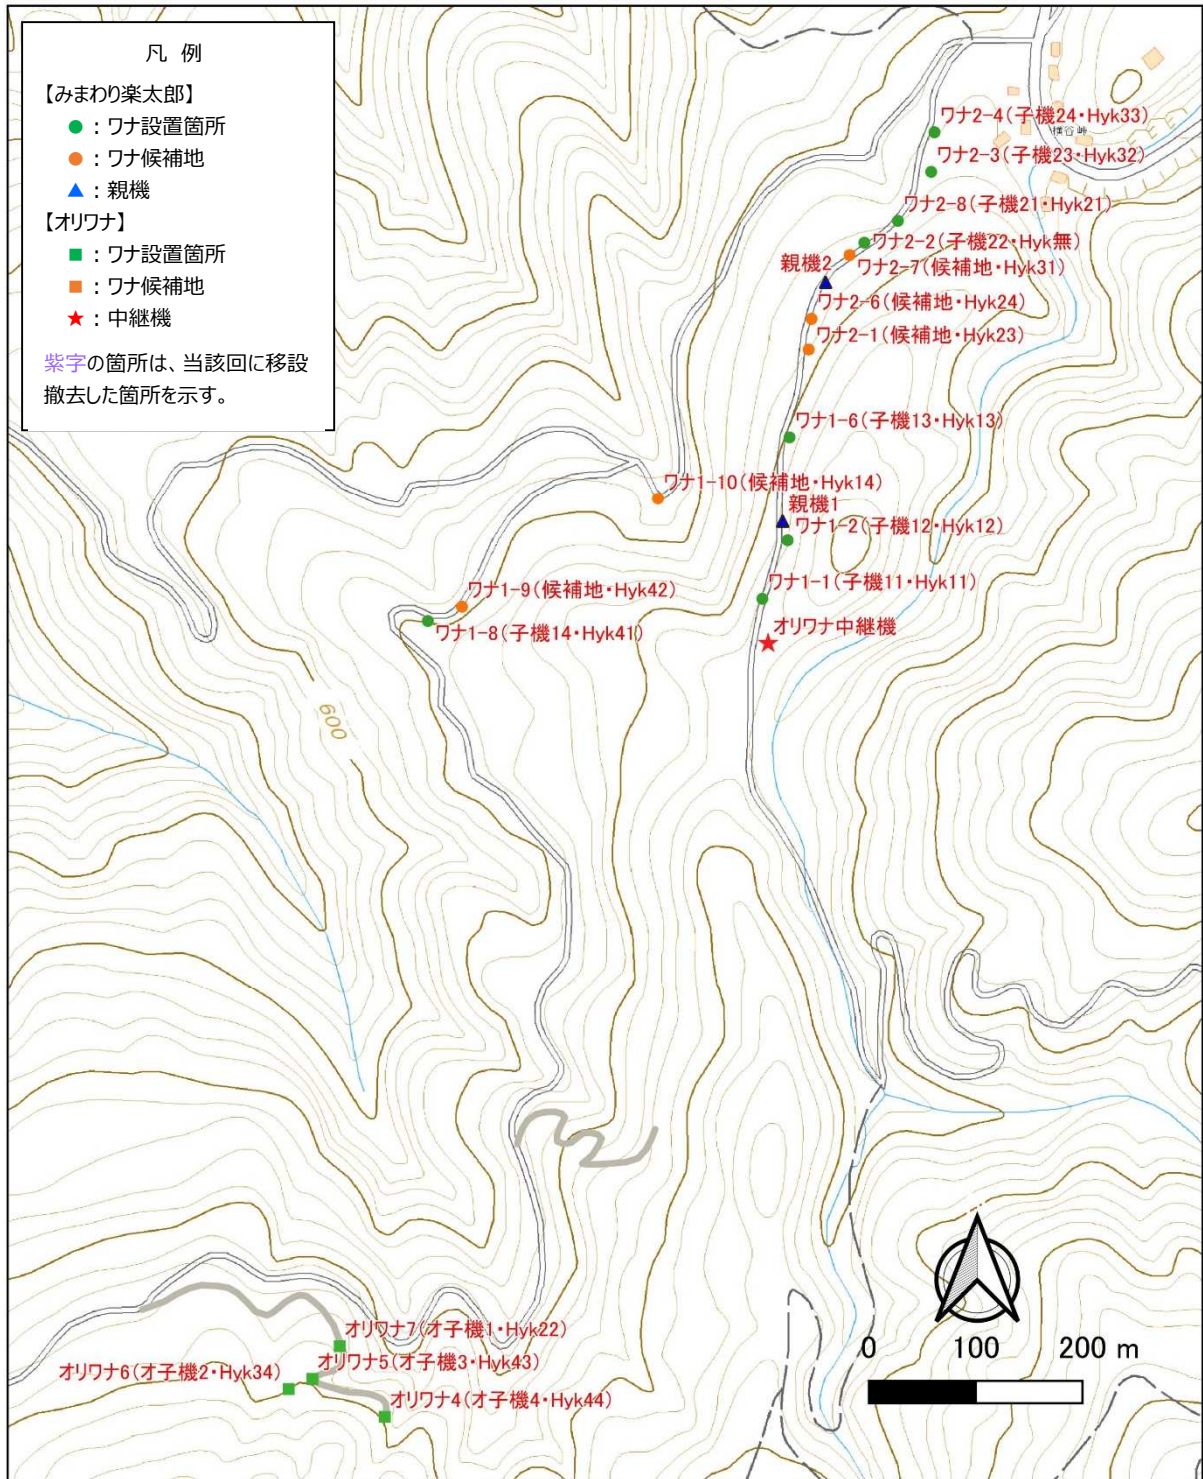 凡 例
【みまわり楽太郎】
●：ワナ設置箇所
●：ワナ候補地
▲：親機
【オリワナ】
■：ワナ設置箇所
■：ワナ候補地
★：中継機
紫字の箇所は、当該回に移設
撤去した箇所を示す。
ワナ2-4(子機24・Hyk33)
横谷峠
ワナ2-3(子機23・Hyk32)
ワナ2-8(子機21・Hyk21)
ワナ2-2(子機22・Hyk無)
親機2
ワナ2-7(候補地・Hyk31)
ワナ2-6(候補地・Hyk24)
ワナ2-1(候補地・Hyk23)
ワナ1-6(子機13・Hyk13)
ワナ1-10(候補地・Hyk14)
親機1
ワナ1-2(子機12・Hyk12)
ワナ1-1(子機11・Hyk11)
ワナ1-9(候補地・Hyk42)
ワナ1-8(子機14・Hyk41)
オリワナ中継機
600
オリワナ7(オ子機1・Hyk22)
オリワナ5(オ子機3・Hyk43)
オリワナ6(オ子機2・Hyk34)
オリワナ4(オ子機4・Hyk44)
0 100 200 m